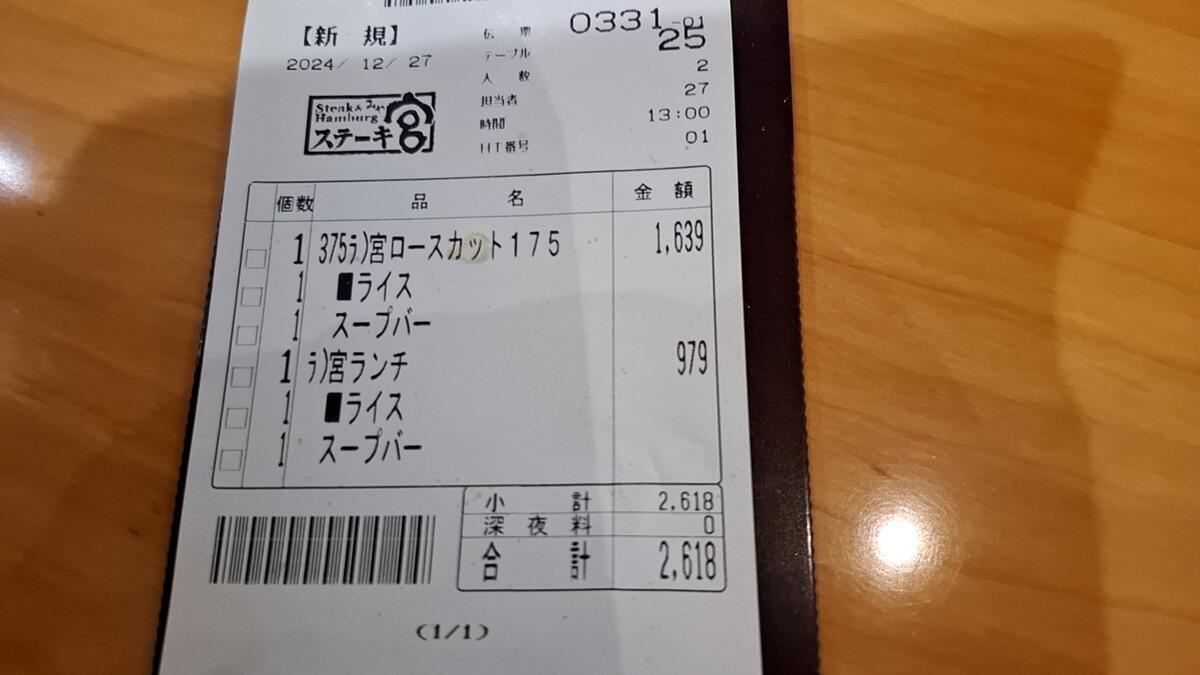 【新 規】
2024/ 12/ 27
伝 票 0331-01
テーブル 25
人 数 2
担当者 27
時間 13:00
HT番号 01
Steak &
Hamburg
ステーキ宮
個数 品 名 金 額
1 375ラ)宮ロースカット175 1,639
1 ■ライス
1 スープバー
1 ラ)宮ランチ 979
1 ■ライス
1 スープバー
小 計 2,618
深 夜 料 0
合 計 2,618
(1/1)